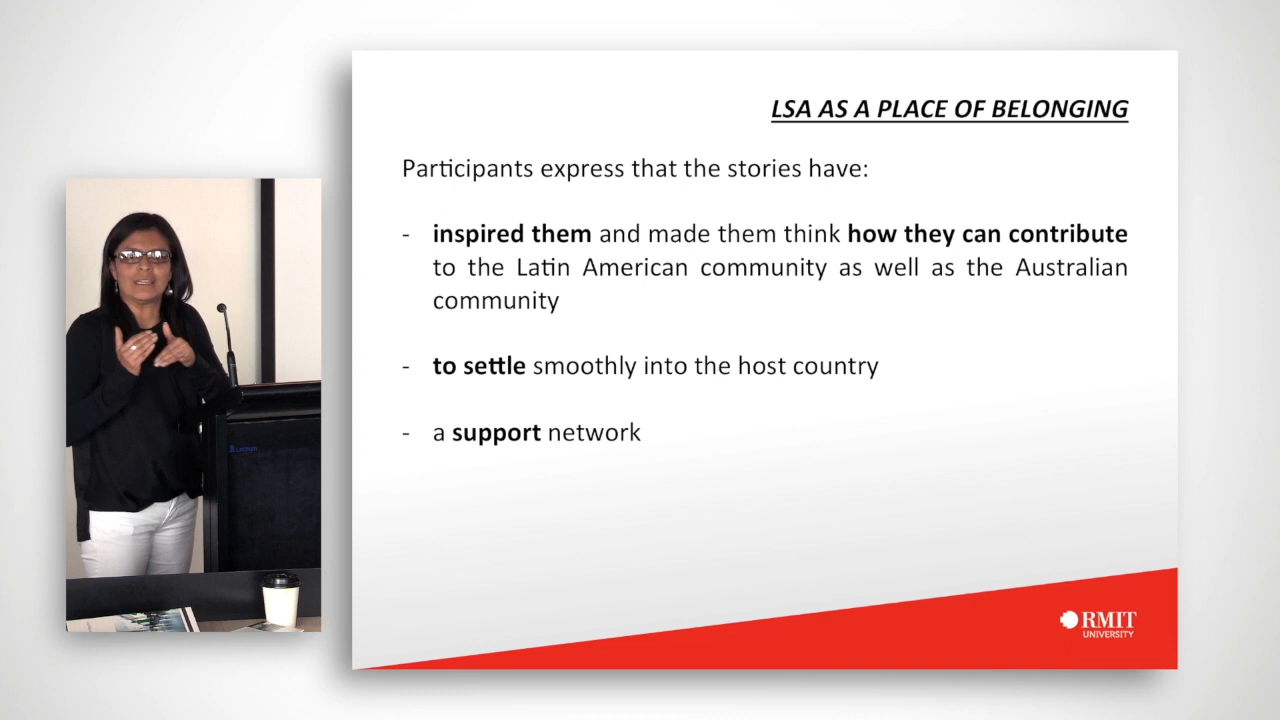 LSA AS A PLACE OF BELONGING
Participants express that the stories have:
- inspired them and made them think how they can contribute
to the Latin American community as well as the Australian
community
- to settle smoothly into the host country
- a support network
RMIT
UNIVERSITY